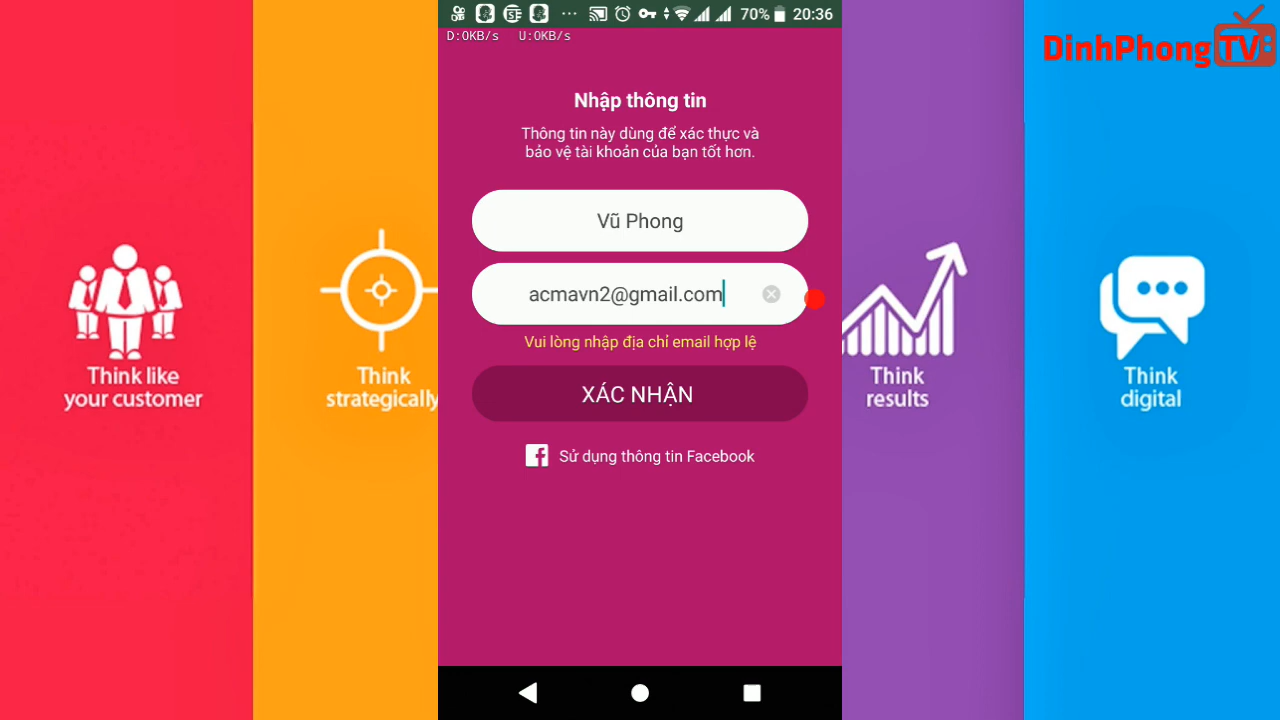 70% 20:36
D:0KB/s U:0KB/s
DinhPhongTV
Nhập thông tin
Thông tin này dùng để xác thực và
bảo vệ tài khoản của bạn tốt hơn.
Vũ Phong
acmavn2@gmail.com
Vui lòng nhập địa chỉ email hợp lệ
XÁC NHẬN
Sử dụng thông tin Facebook
Think like
your customer
Think
strategically
Think
results
Think
digital